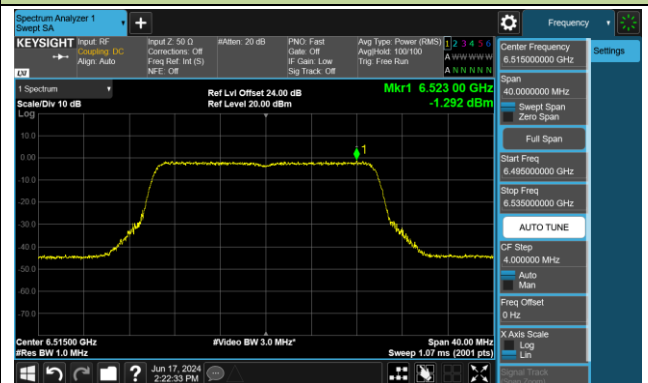 Spectrum Analyzer 1
Swept SA
Frequency
KEYSIGHT Input: RF
Coupling: DC
Align: Auto
Input Z: 50 Ω
Corrections: Off
Freq Ref: Int (S)
NFE: Off
#Atten: 20 dB
PNO: Fast
Gate: Off
IF Gain: Low
Sig Track: Off
Avg Type: Power (RMS)
Avg|Hold: 100/100
Trig: Free Run
1 2 3 4 5 6
A W W W W W
A N N N N N
LXI
1 Spectrum
Scale/Div 10 dB
Log
Ref Lvl Offset 24.00 dB
Ref Level 20.00 dBm
Mkr1 6.523 00 GHz
-1.292 dBm
10.0
0.00
-10.0
-20.0
-30.0
-40.0
-50.0
-60.0
-70.0
1
Center 6.51500 GHz
#Res BW 1.0 MHz
#Video BW 3.0 MHz*
Span 40.00 MHz
Sweep 1.07 ms (2001 pts)
Center Frequency
6.515000000 GHz
Settings
Span
40.0000000 MHz
Swept Span
Zero Span
Full Span
Start Freq
6.495000000 GHz
Stop Freq
6.535000000 GHz
AUTO TUNE
CF Step
4.000000 MHz
Auto
Man
Freq Offset
0 Hz
X Axis Scale
Log
Lin
Signal Track
?
Jun 17, 2024
2:22:33 PM